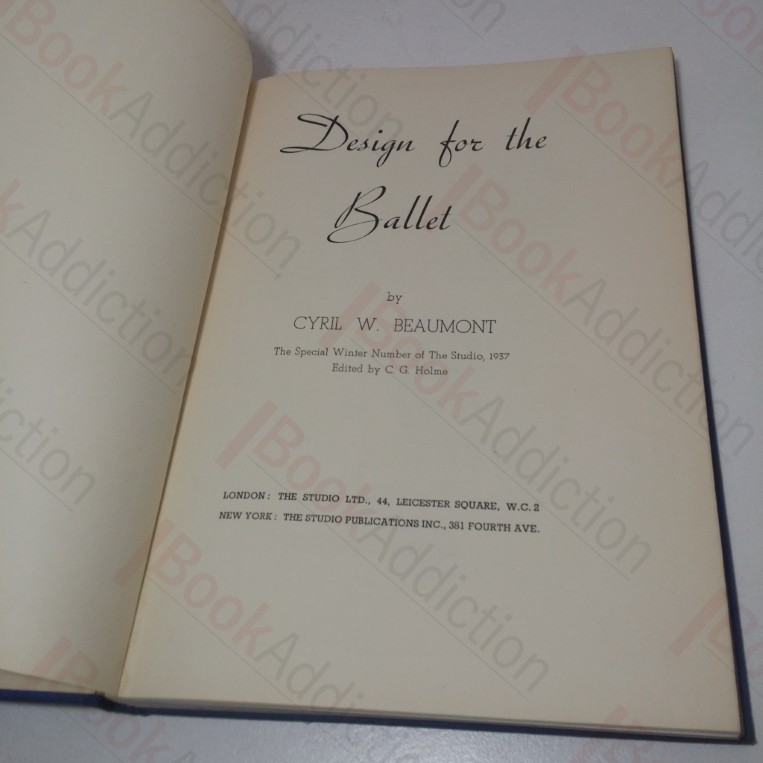 Design for the
Ballet
by
CYRIL W. BEAUMONT
The Special Winter Number of The Studio, 1937
Edited by C. G. Holme
LONDON: THE STUDIO LTD., 44, LEICESTER SQUARE, W.C.2
NEW YORK: THE STUDIO PUBLICATIONS INC., 381 FOURTH AVE.
BookAddiction